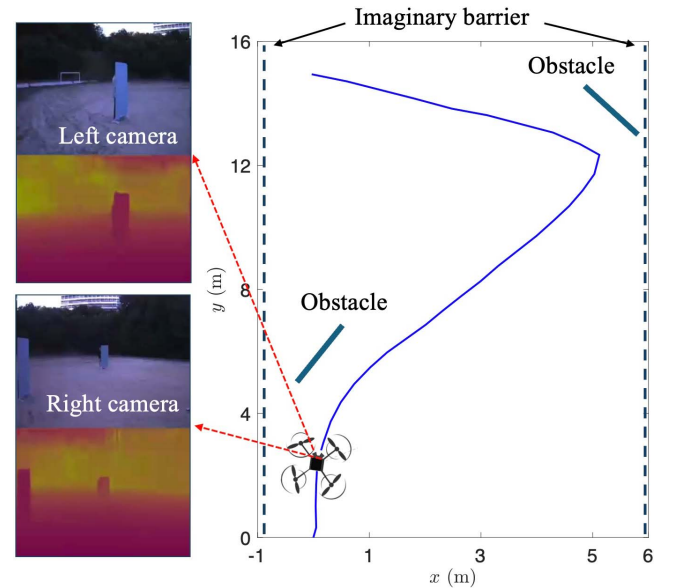 Imaginary barrier
16
Obstacle
Left camera
12
y (m)
8
Obstacle
Right camera
4
0
-1
1
3
5
6
x (m)